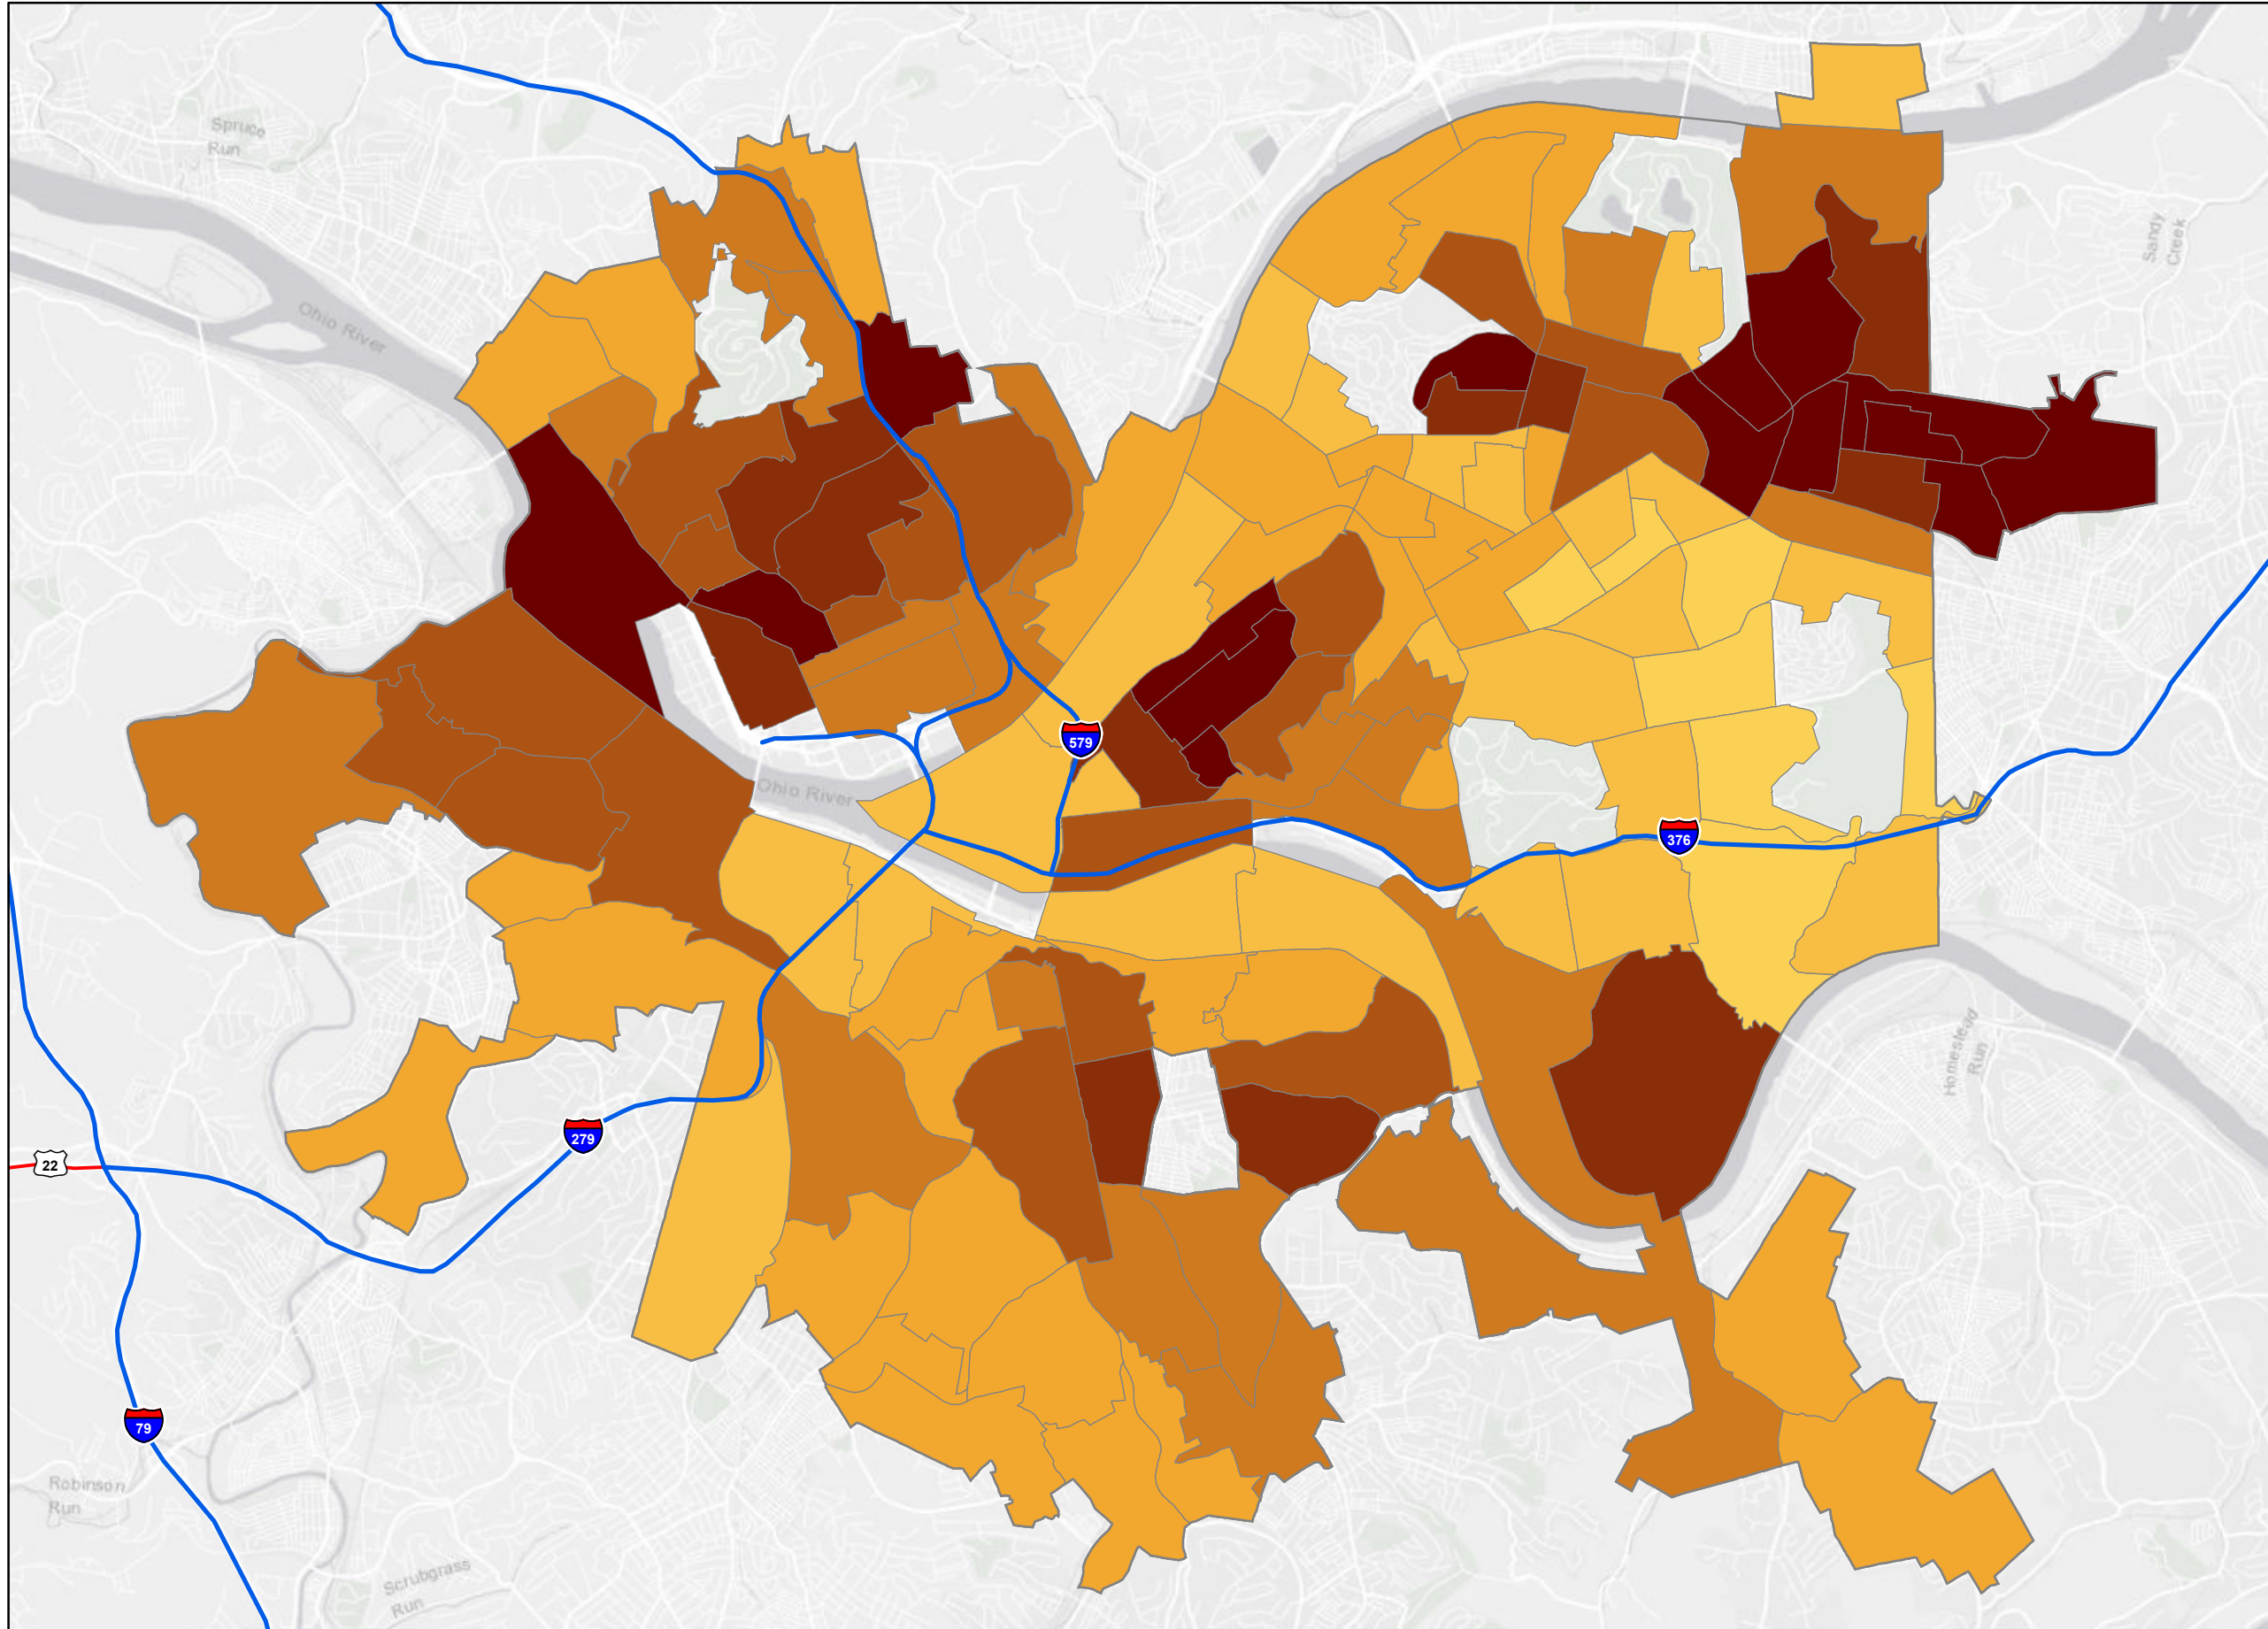 Spruce
Run
Sandy
Creek
Ohio River
579
Ohio River
376
Homestead
Run
279
22
79
Robinson
Run
Scrubgrass
Run